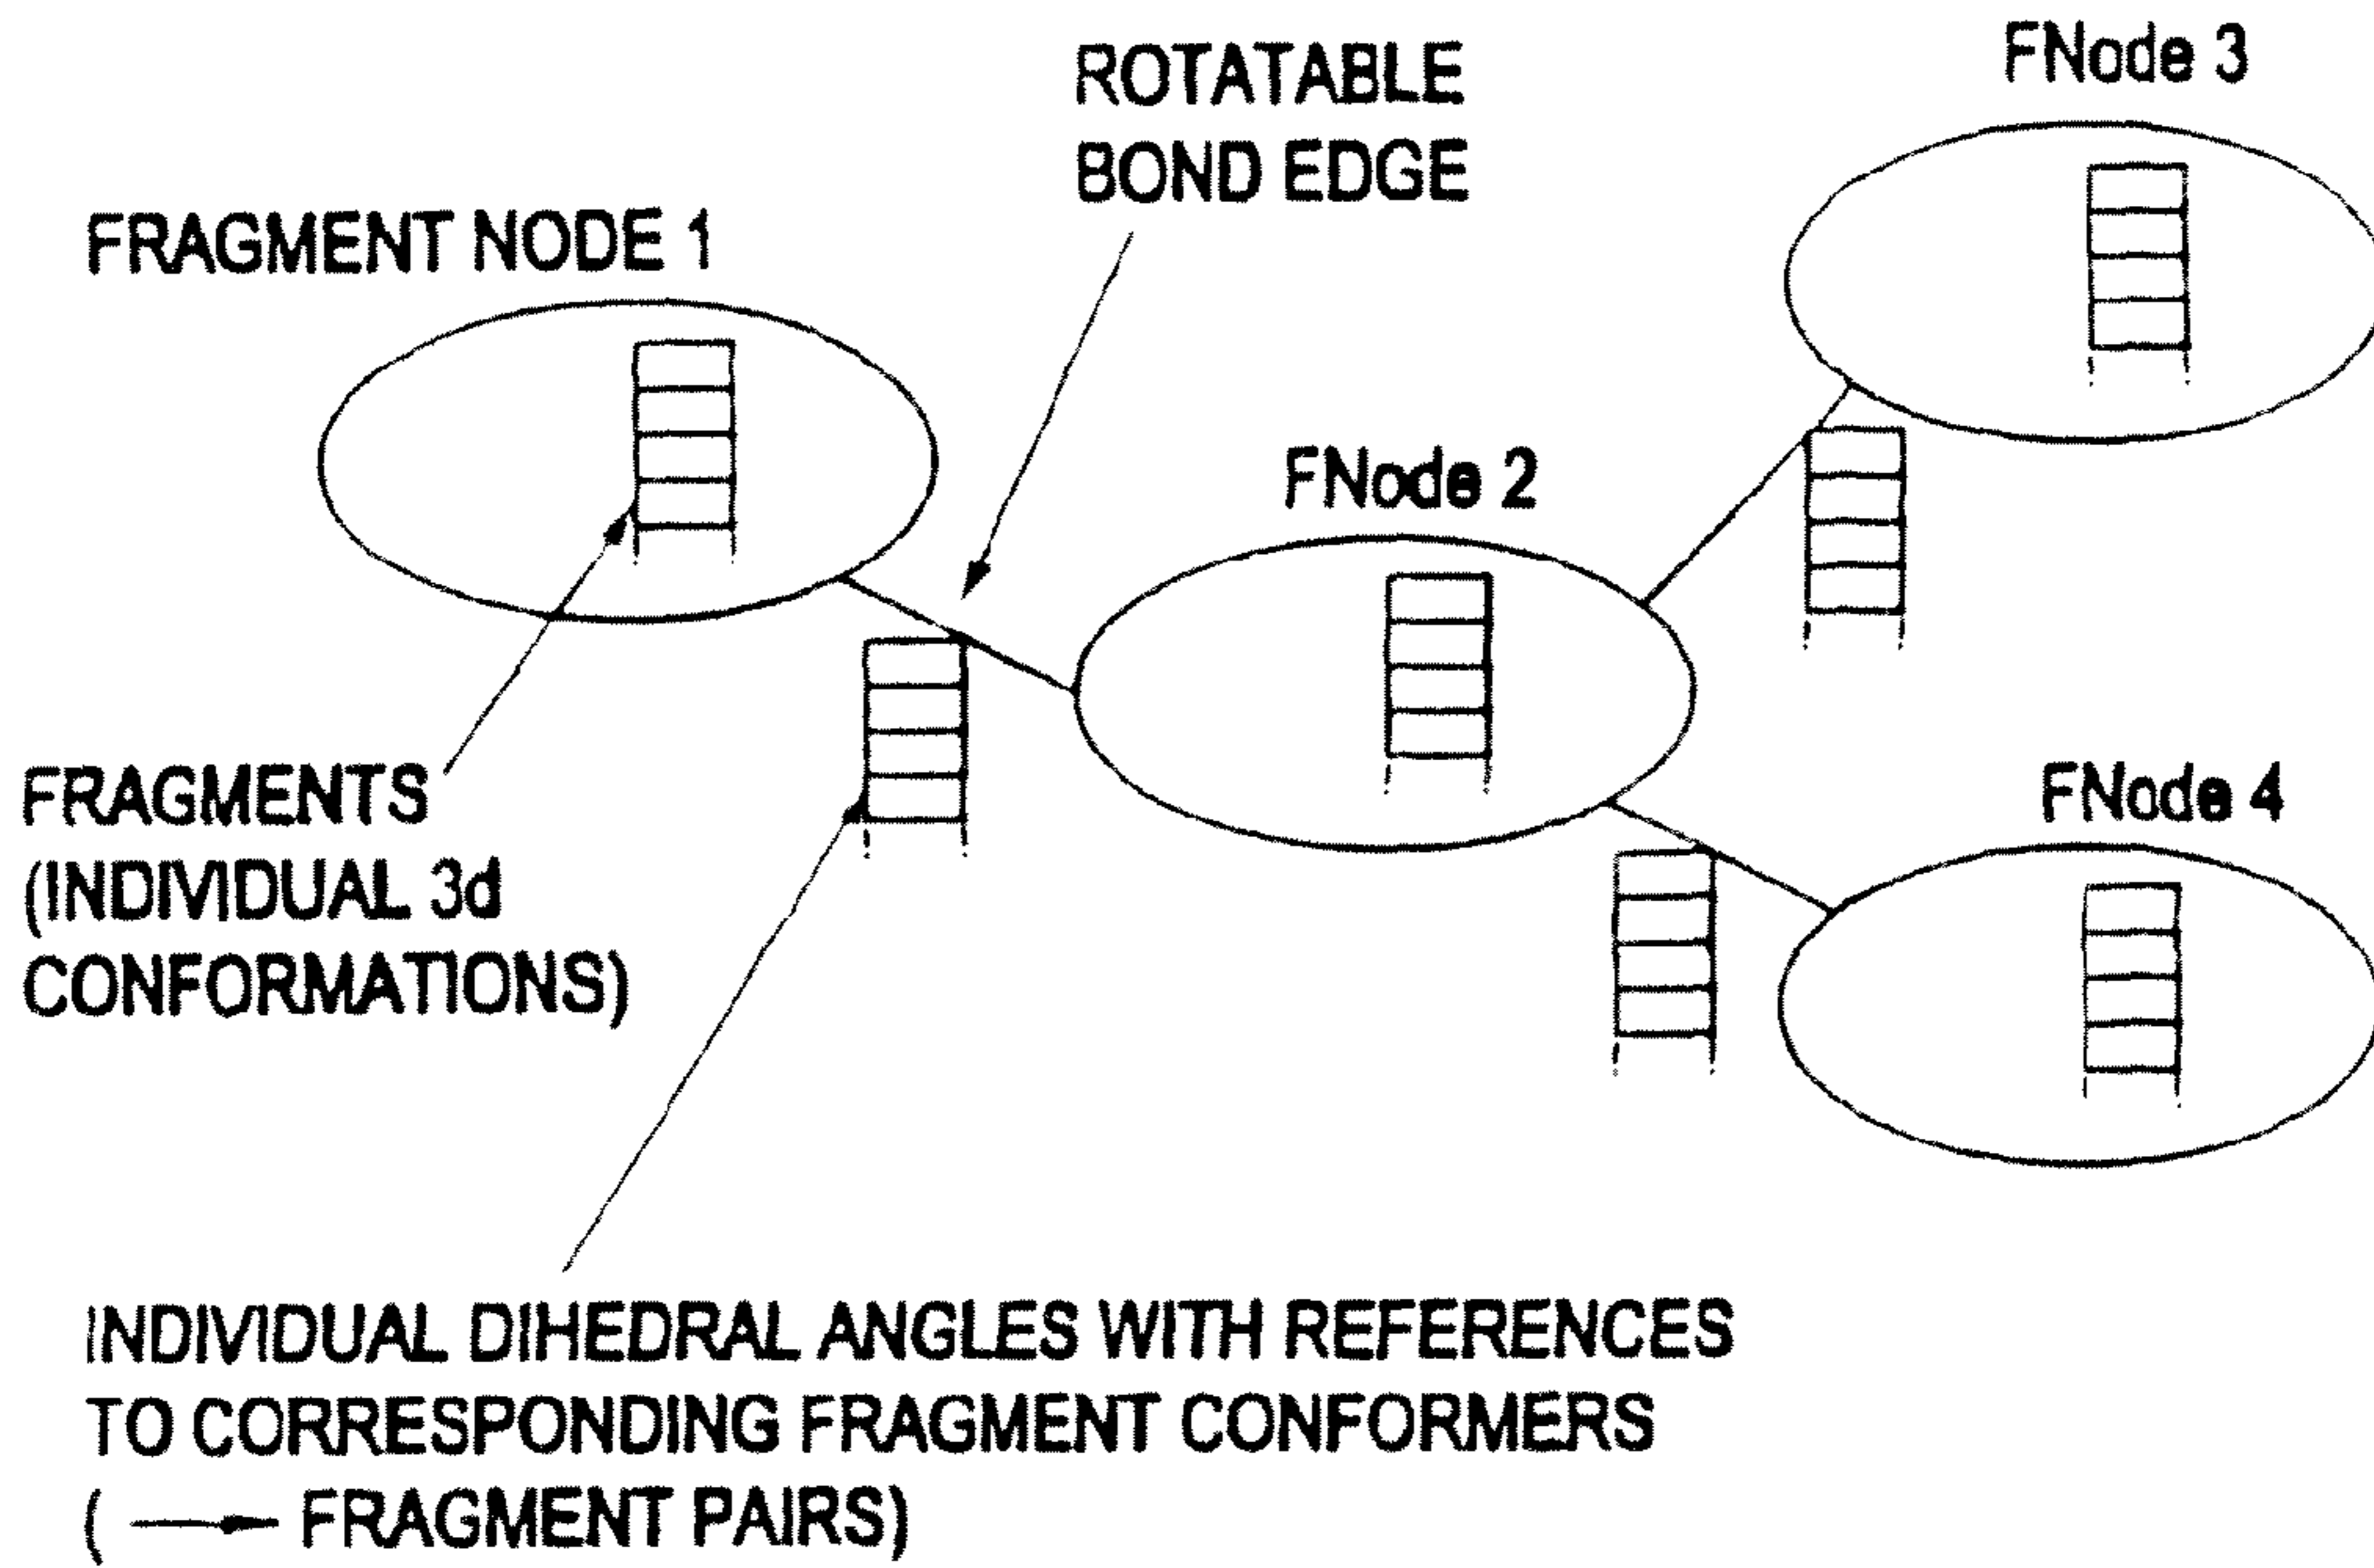 ROTATABLE
BOND EDGE
FNode 3
FRAGMENT NODE 1
FNode 2
FRAGMENTS
(INDIVIDUAL 3d
CONFORMATIONS)
FNode 4
INDIVIDUAL DIHEDRAL ANGLES WITH REFERENCES
TO CORRESPONDING FRAGMENT CONFORMERS
( → FRAGMENT PAIRS)